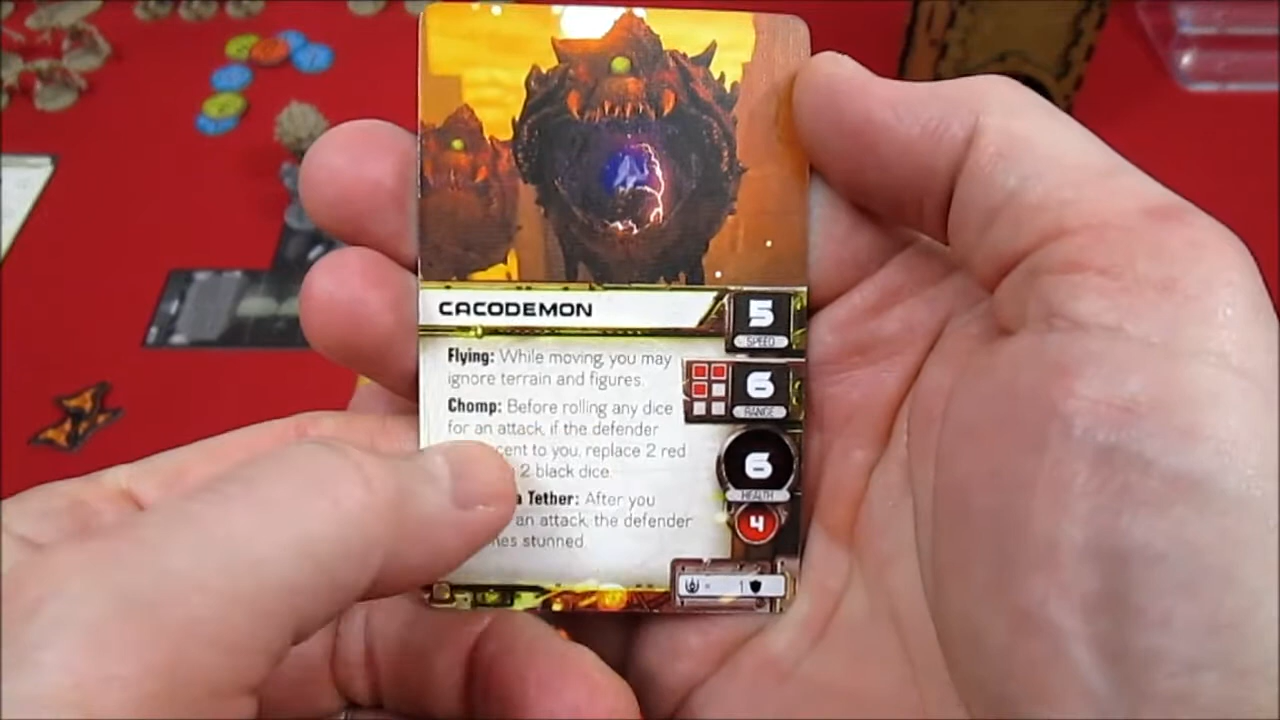 CACODEMON
5
SPEED
Flying: While moving, you may
ignore terrain and figures.
6
RANGE
Chomp: Before rolling any dice
for an attack, if the defender
to you, replace 2 red
2 black dice.
6
HEALTH
Tether: After you
an attack, the defender
stunned.
4
= 1